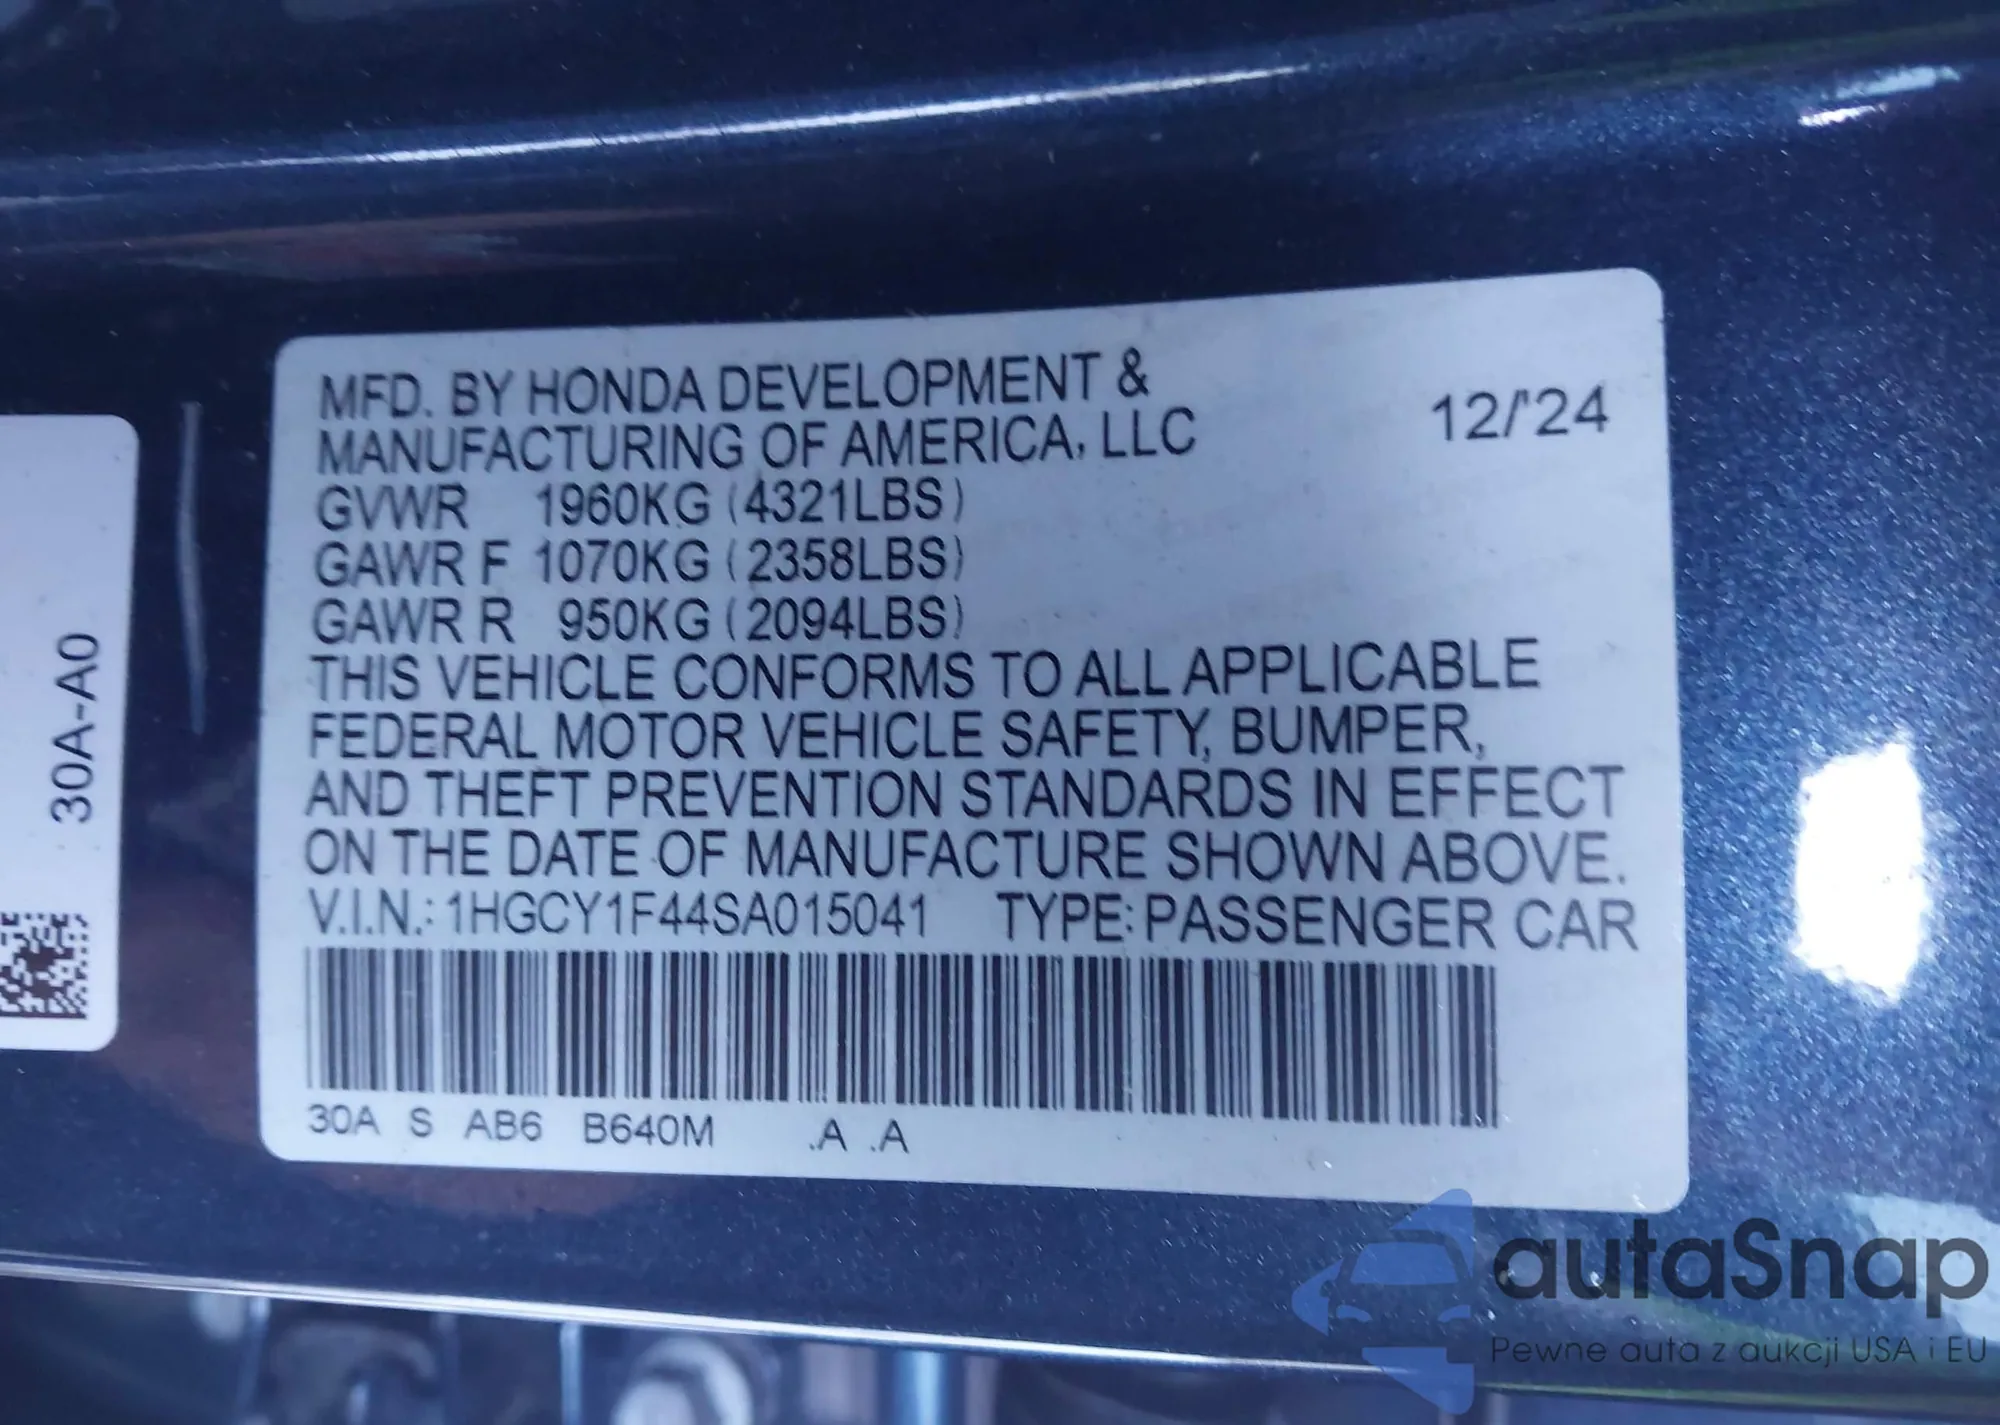 MFD. BY HONDA DEVELOPMENT &
MANUFACTURING OF AMERICA, LLC
12/'24
GVWR 1960KG (4321LBS)
GAWR F 1070KG (2358LBS)
GAWR R 950KG (2094LBS)
THIS VEHICLE CONFORMS TO ALL APPLICABLE
FEDERAL MOTOR VEHICLE SAFETY, BUMPER,
AND THEFT PREVENTION STANDARDS IN EFFECT
ON THE DATE OF MANUFACTURE SHOWN ABOVE.
V.I.N.: 1HGCY1F44SA015041 TYPE: PASSENGER CAR
30A S AB6 B640M .A .A
30A-A0
autaSnap
Pewne auta z aukcji USA i EU